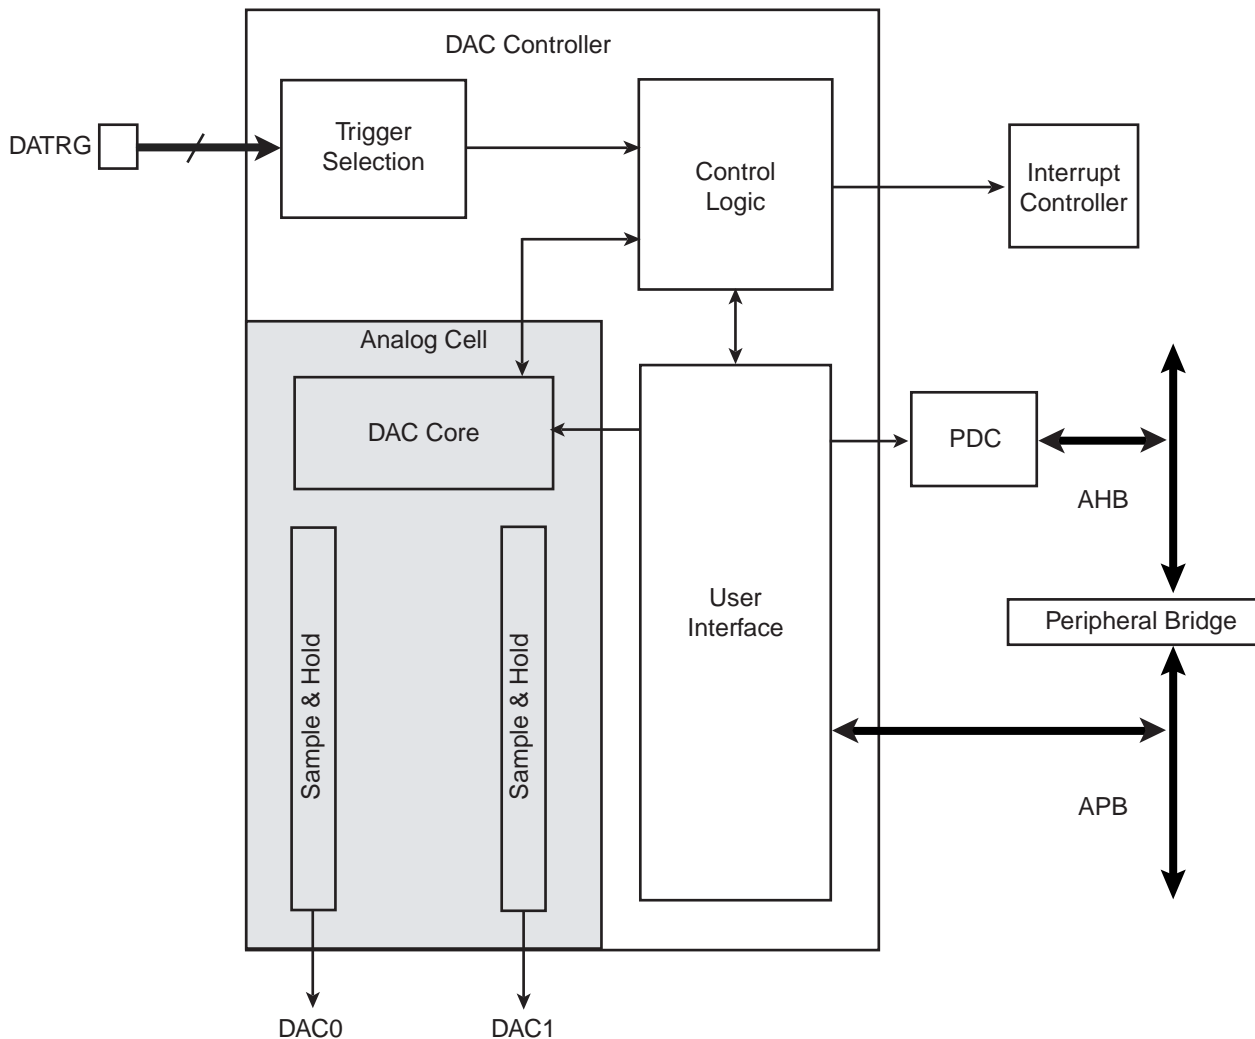 DAC Controller
DATRG
Trigger
Selection
Control
Logic
Interrupt
Controller
Analog Cell
DAC Core
PDC
AHB
User
Interface
Peripheral Bridge
Sample & Hold
Sample & Hold
APB
DAC0
DAC1